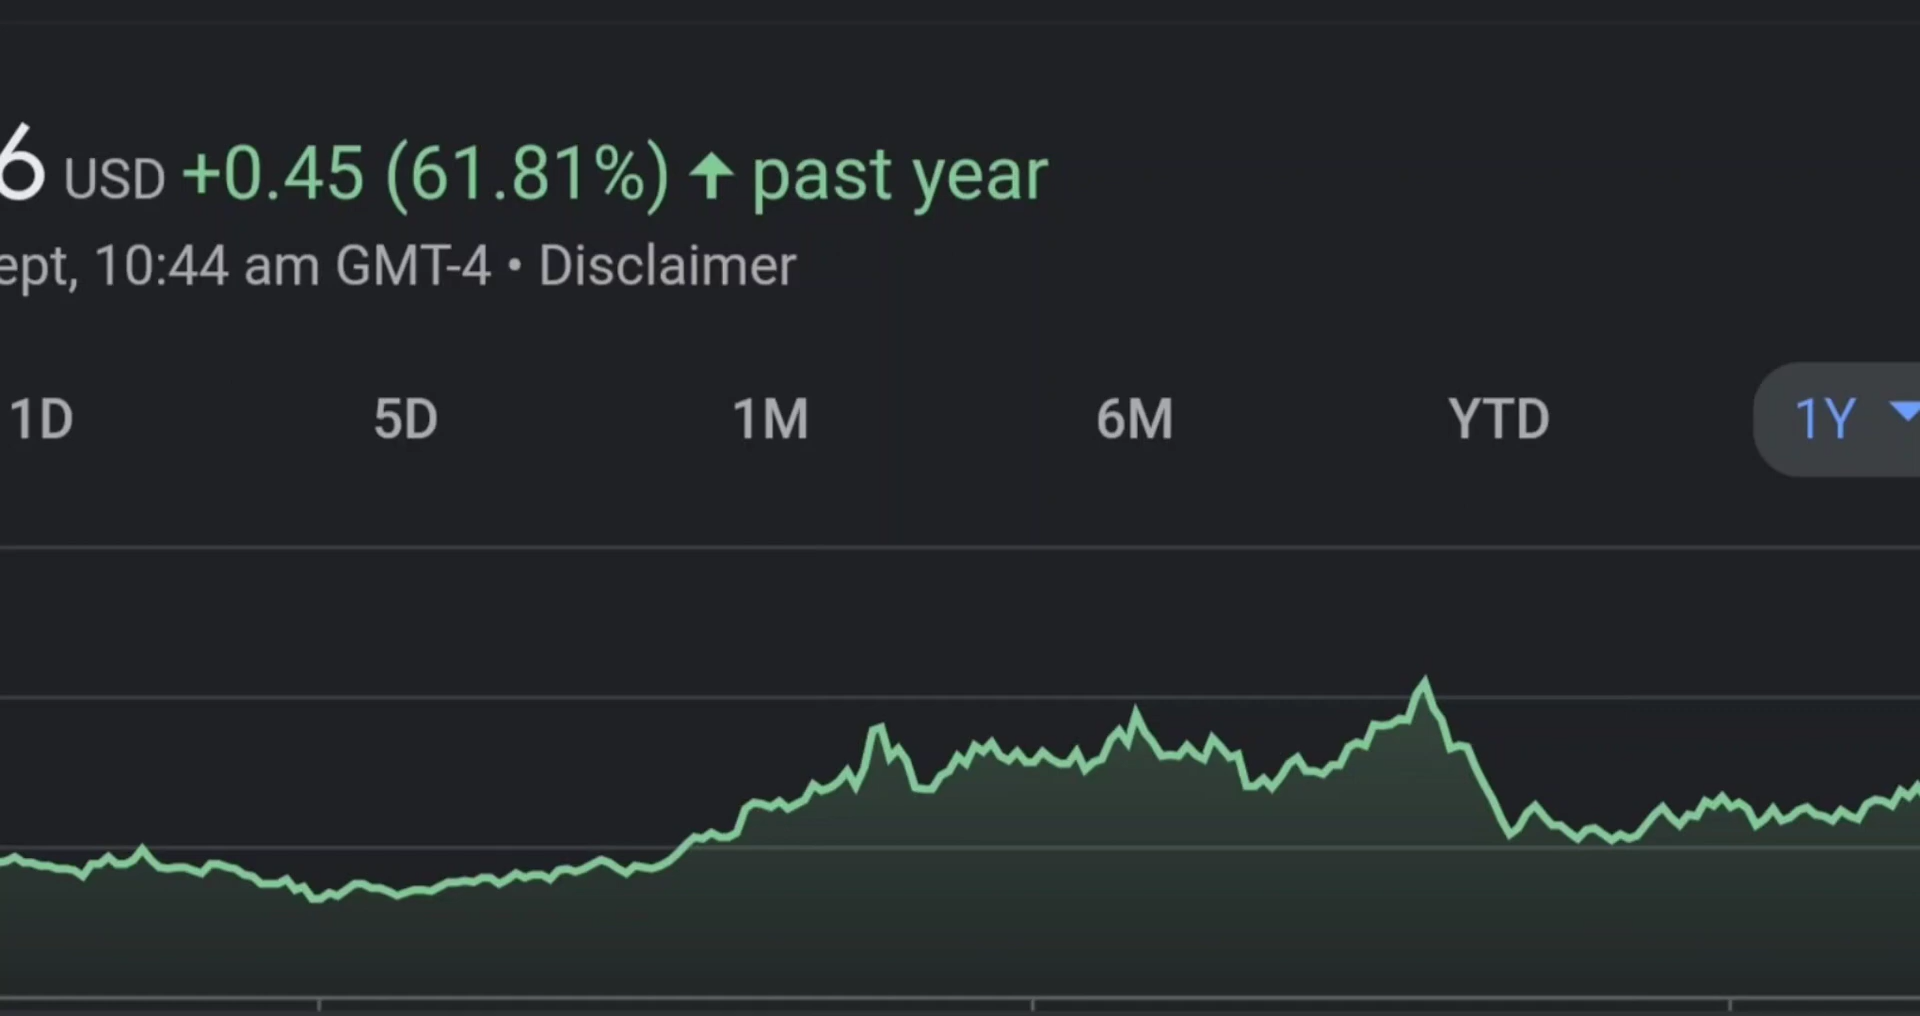 6 USD +0.45 (61.81%) ↑ past year
ept, 10:44 am GMT-4 • Disclaimer
1D 5D 1M 6M YTD 1Y